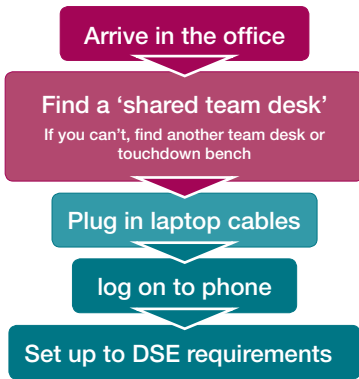 Arrive in the office
Find a ‘shared team desk’
If you can’t, find another team desk or
touchdown bench
Plug in laptop cables
log on to phone
Set up to DSE requirements